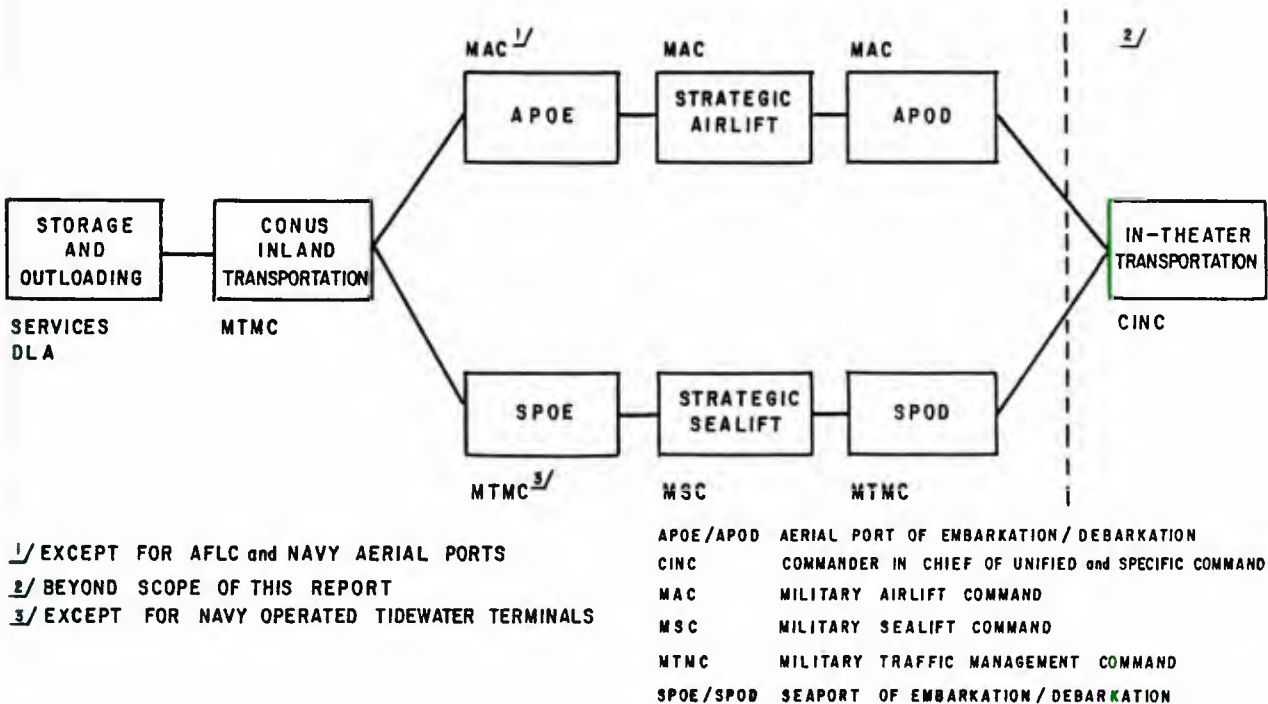 MAC 1/
MAC
MAC
2/
APOE
STRATEGIC
AIRLIFT
APOD
STORAGE
AND
OUTLOADING
CONUS
INLAND
TRANSPORTATION
IN-THEATER
TRANSPORTATION
SERVICES
DLA
MTMC
CINC
SPOE
STRATEGIC
SEALIFT
SPOD
MTMC 3/
MSC
MTMC
1/ EXCEPT FOR AFLC and NAVY AERIAL PORTS
2/ BEYOND SCOPE OF THIS REPORT
3/ EXCEPT FOR NAVY OPERATED TIDEWATER TERMINALS
APOE/APOD AERIAL PORT OF EMBARKATION/DEBARKATION
CINC COMMANDER IN CHIEF OF UNIFIED and SPECIFIC COMMAND
MAC MILITARY AIRLIFT COMMAND
MSC MILITARY SEALIFT COMMAND
MTMC MILITARY TRAFFIC MANAGEMENT COMMAND
SPOE/SPOD SEAPORT OF EMBARKATION/DEBARKATION